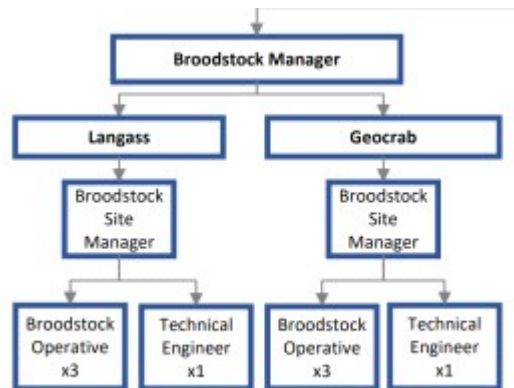 Broodstock Manager
Langass
Geocrab
Broodstock
Site
Manager
Broodstock
Site
Manager
Broodstock
Operative
x3
Technical
Engineer
x1
Broodstock
Operative
x3
Technical
Engineer
x1